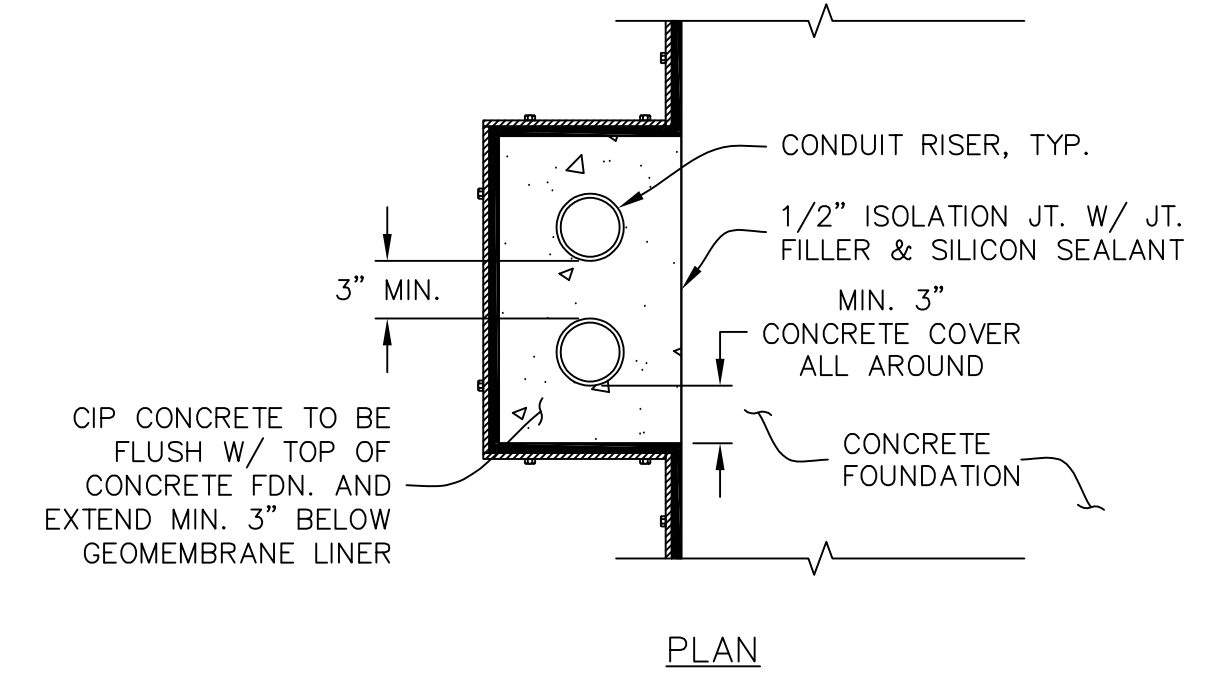 CONDUIT RISER, TYP.
1/2" ISOLATION JT. W/ JT.
FILLER & SILICON SEALANT
3" MIN.
MIN. 3"
CONCRETE COVER
ALL AROUND
CIP CONCRETE TO BE
FLUSH W/ TOP OF
CONCRETE FDN. AND
EXTEND MIN. 3" BELOW
GEOMEMBRANE LINER
CONCRETE
FOUNDATION
PLAN